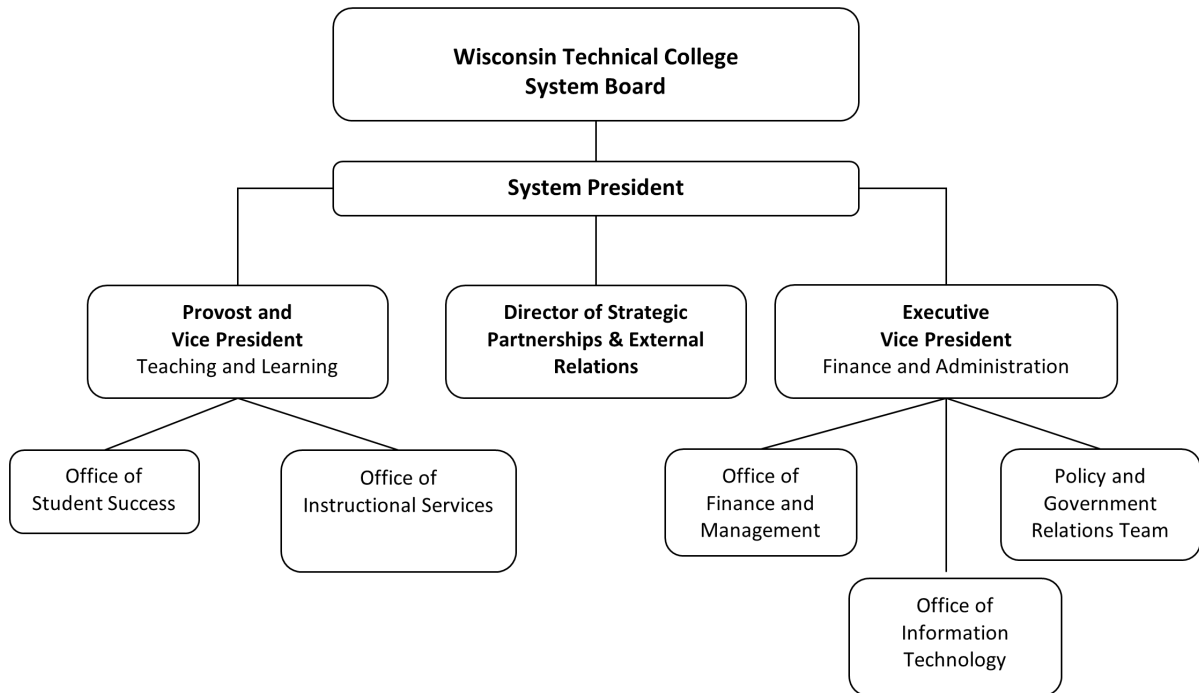 Wisconsin Technical College
System Board
System President
Provost and
Vice President
Teaching and Learning
Director of Strategic
Partnerships & External
Relations
Executive
Vice President
Finance and Administration
Office of
Student Success
Office of
Instructional Services
Office of
Finance and
Management
Policy and
Government
Relations Team
Office of
Information
Technology